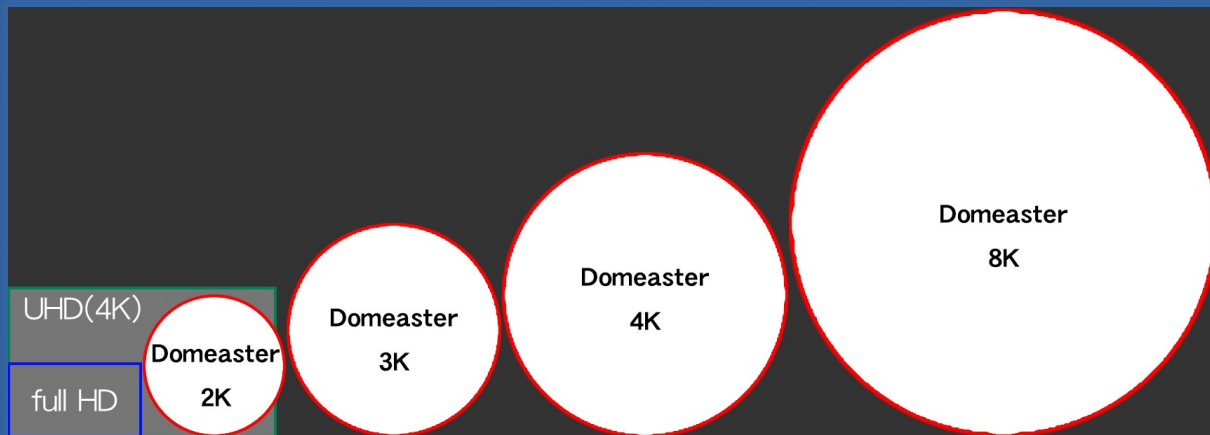 UHD(4K)
full HD
Domeaster
2K
Domeaster
3K
Domeaster
4K
Domeaster
8K